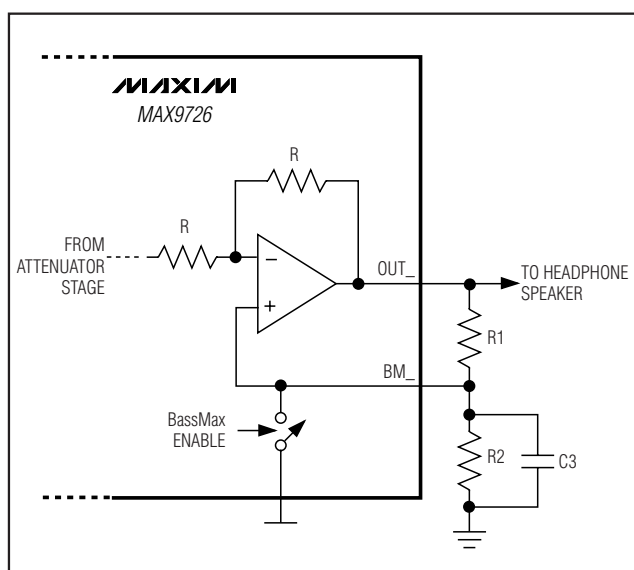 MAXIM
MAX9726
R
R
FROM
ATTENUATOR
STAGE
−
+
OUT_
TO HEADPHONE
SPEAKER
R1
BM_
BassMax
ENABLE
R2
C3